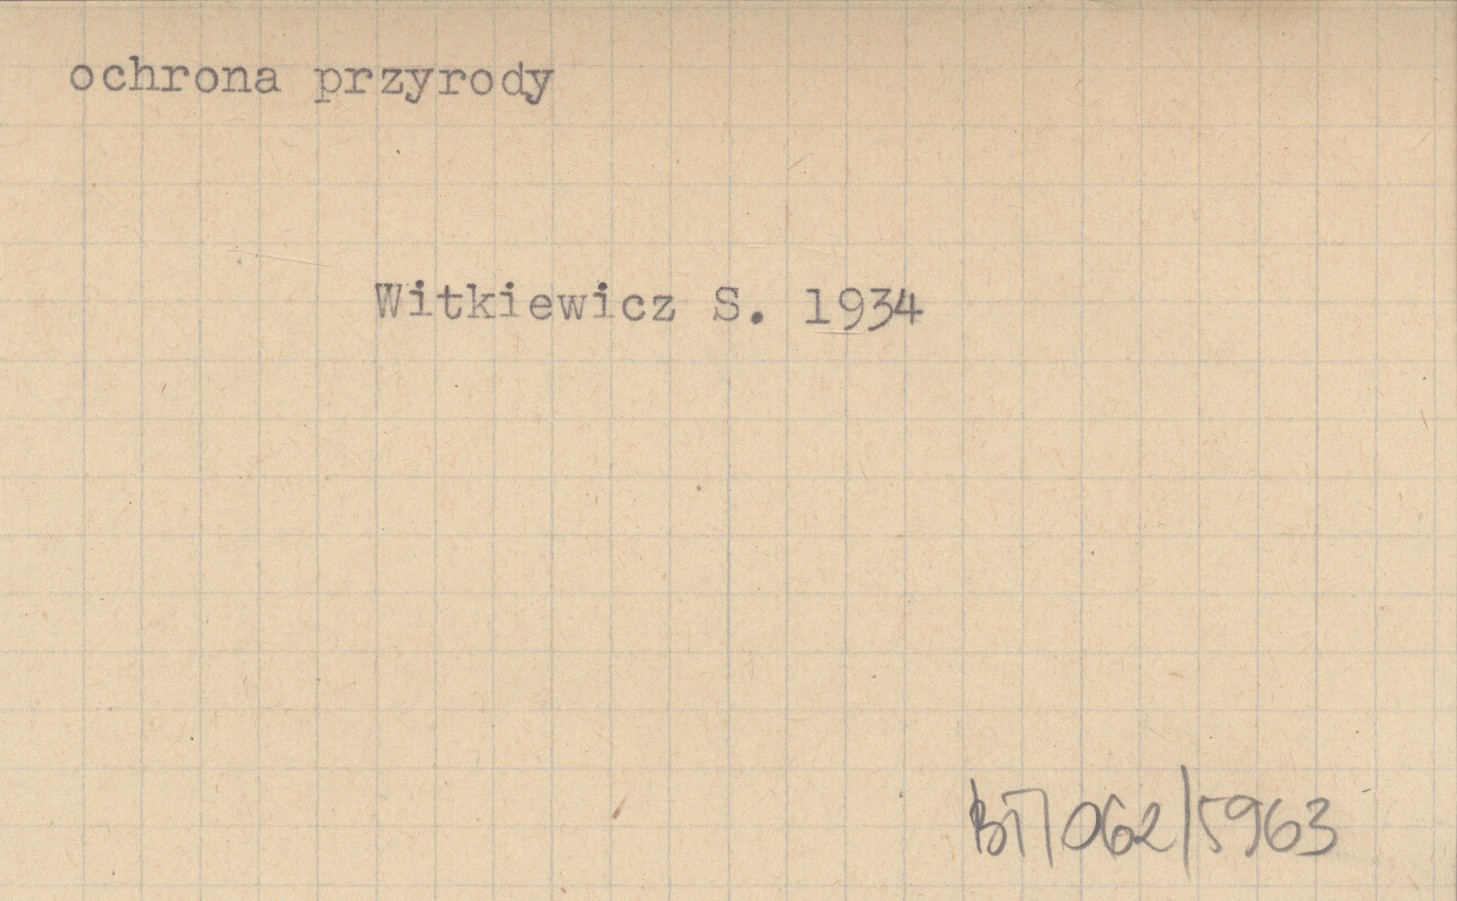 ochrona przyrody
Witkiewicz S. 1934
BT/062/5963